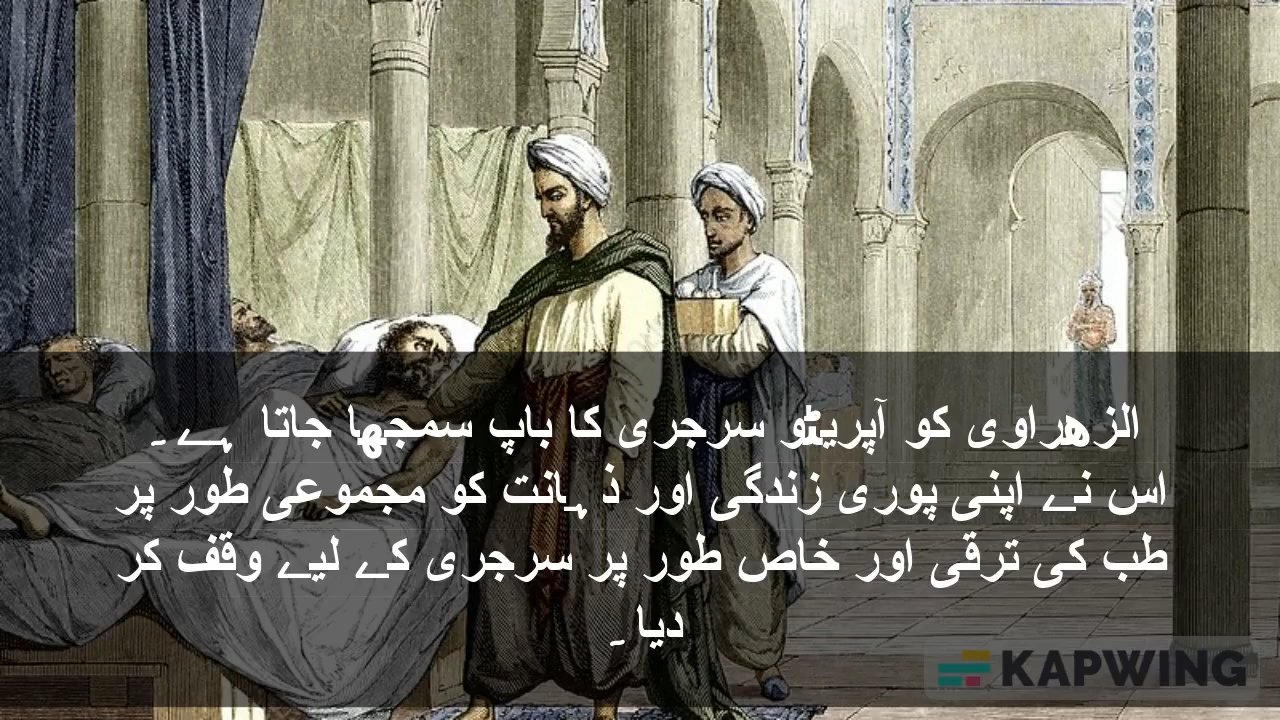 الزهراوی کو آپریٹو سرجری کا باپ سمجھا جاتا ہے۔
اس نے اپنی پوری زندگی اور ذہانت کو مجموعی طور پر
طب کی ترقی اور خاص طور پر سرجری کے لیے وقف کر
دیا۔
KAPWING